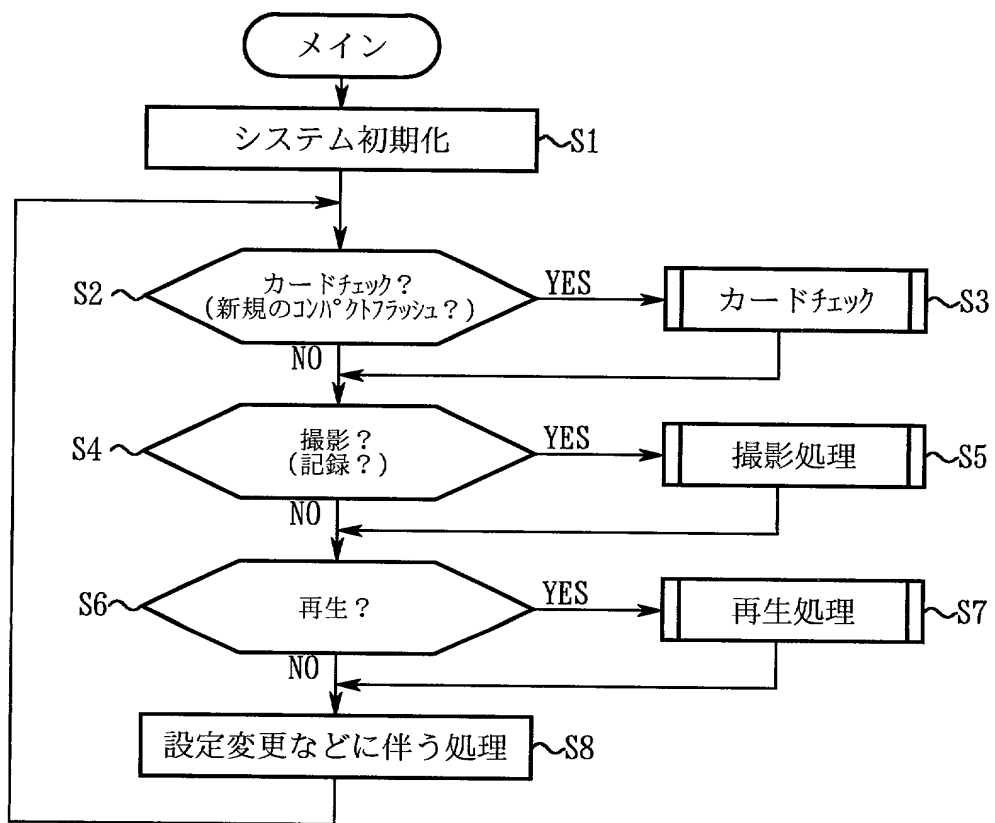 メイン
システム初期化
S1
S2
カードチェック？
(新規のコンパクトフラッシュ？)
YES
カードチェック
S3
NO
S4
撮影？
(記録？)
YES
撮影処理
S5
NO
S6
再生？
YES
再生処理
S7
NO
設定変更などに伴う処理
S8